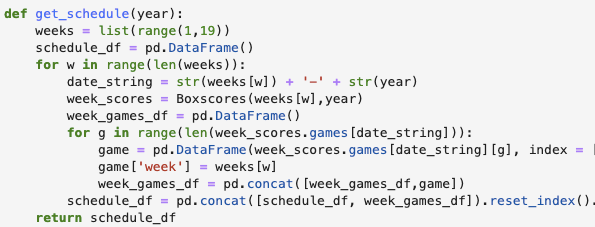 def get_schedule(year):
    weeks = list(range(1,19))
    schedule_df = pd.DataFrame()
    for w in range(len(weeks)):
        date_string = str(weeks[w]) + '-' + str(year)
        week_scores = Boxscores(weeks[w],year)
        week_games_df = pd.DataFrame()
        for g in range(len(week_scores.games[date_string])):
            game = pd.DataFrame(week_scores.games[date_string][g], index = [
            game['week'] = weeks[w]
            week_games_df = pd.concat([week_games_df,game])
        schedule_df = pd.concat([schedule_df, week_games_df]).reset_index().
    return schedule_df